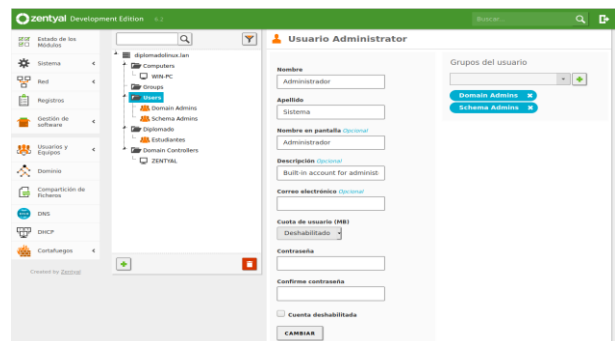 zentyal Development Edition 6.2
Buscar...
Estado de los
Módulos
Sistema
Red
Registros
Gestión de
software
Usuarios y
Equipos
Dominio
Compartición de
Ficheros
DNS
DHCP
Cortafuegos
Created by Zentyal
diplomadolinux.lan
Computers
WIN-PC
Groups
Users
Domain Admins
Schema Admins
Diplomado
Estudiantes
Domain Controllers
ZENTYAL
Usuario Administrator
Nombre
Administrador
Apellido
Sistema
Nombre en pantalla Opcional
Administrador
Descripción Opcional
Built-in account for administ
Correo electrónico Opcional
Cuota de usuario (MB)
Deshabilitado
Contraseña
Confirme contraseña
Cuenta deshabilitada
CAMBIAR
Grupos del usuario
Domain Admins
Schema Admins